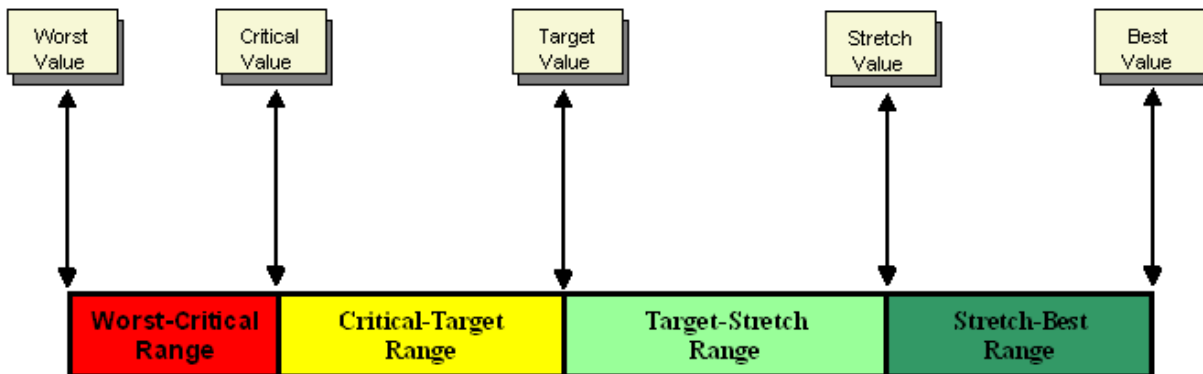 Worst
Value
Critical
Value
Target
Value
Stretch
Value
Best
Value
Worst-Critical
Range
Critical-Target
Range
Target-Stretch
Range
Stretch-Best
Range